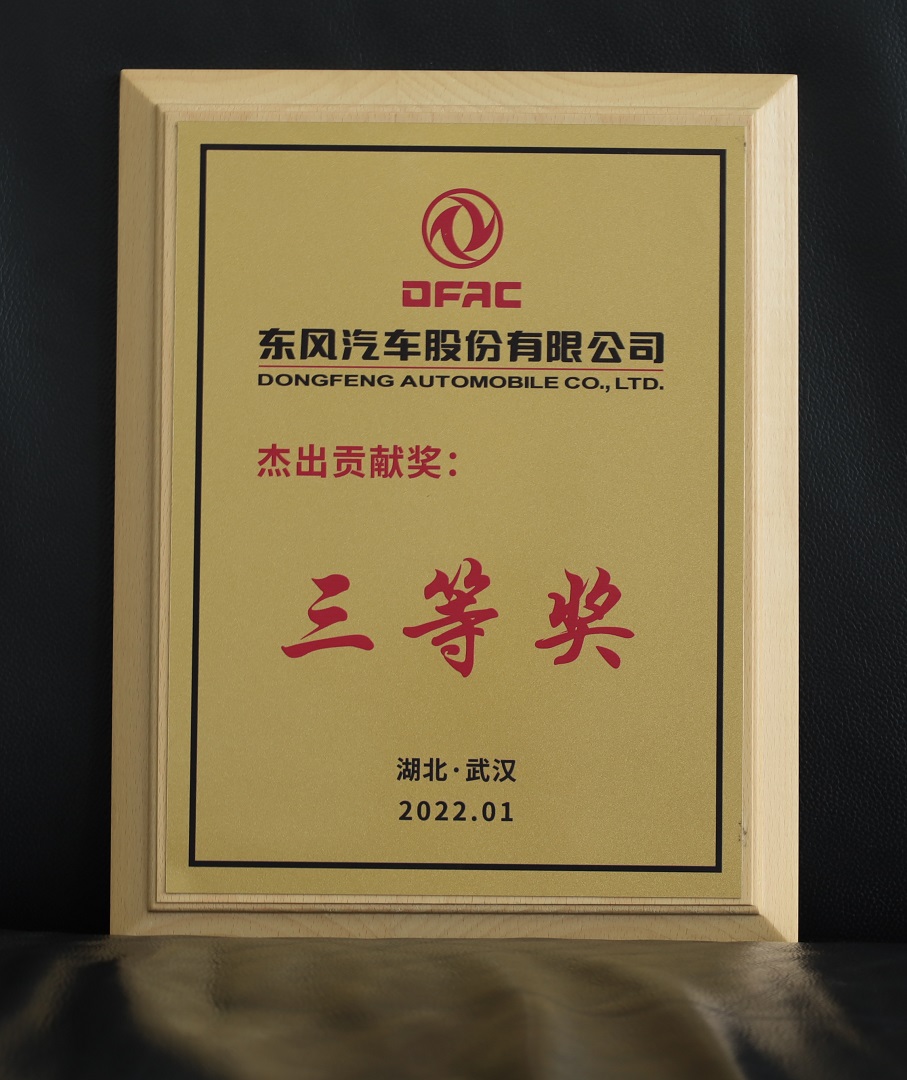 DFAC
东风汽车股份有限公司
DONGFENG AUTOMOBILE CO., LTD.
杰出贡献奖：
三等奖
湖北·武汉
2022.01